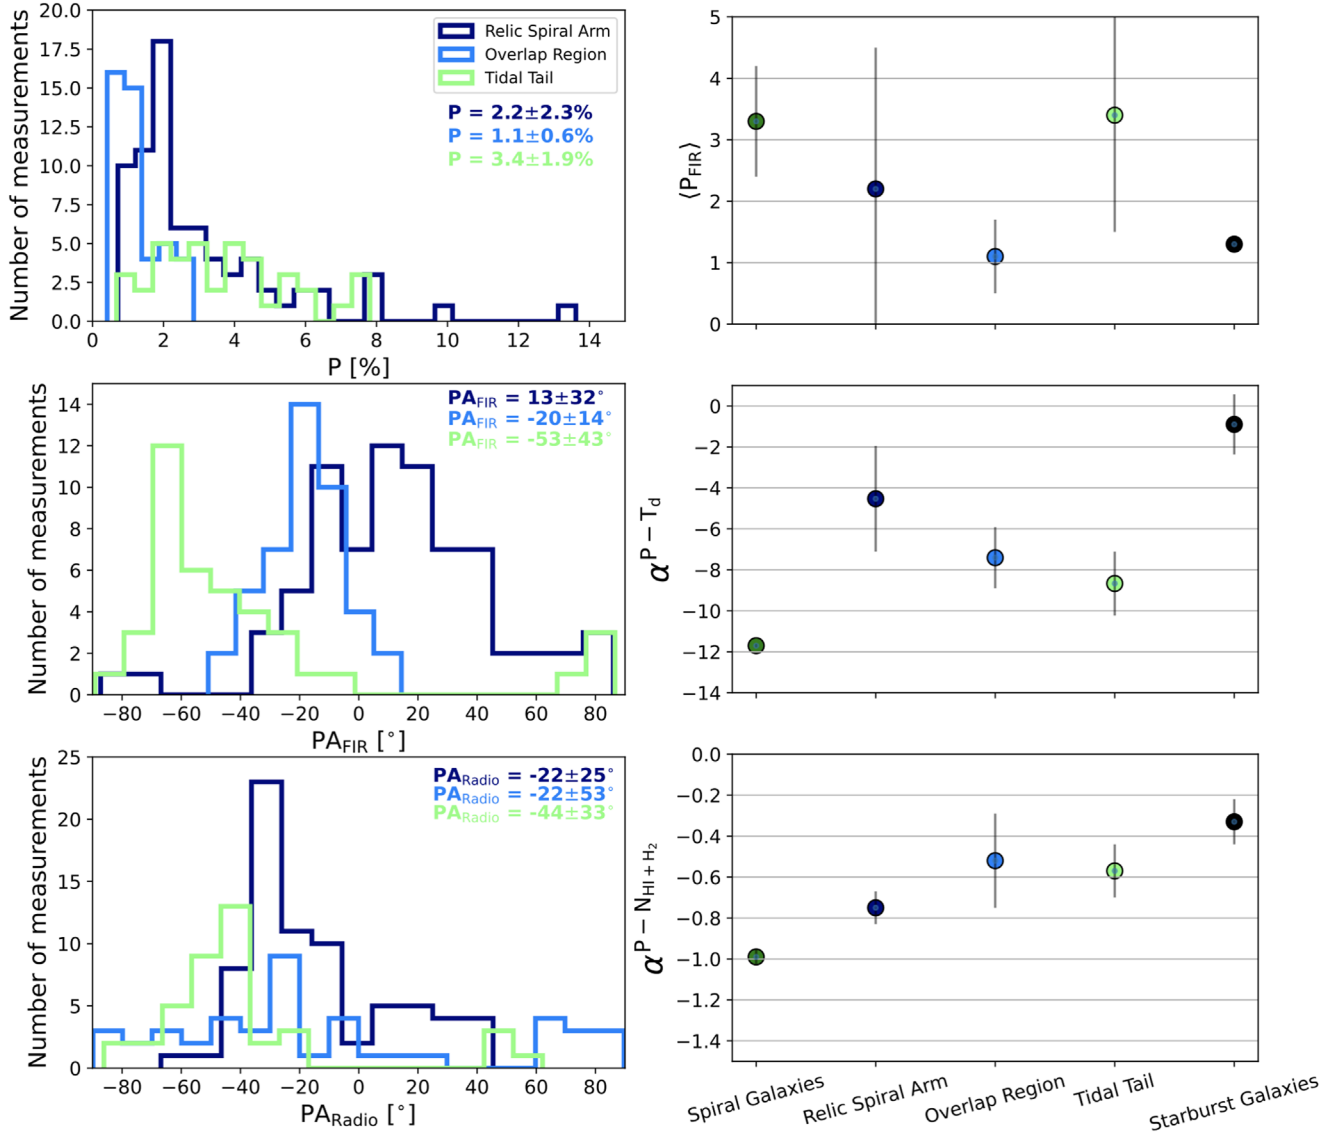 Number of measurements
20.0
17.5
15.0
12.5
10.0
7.5
5.0
2.5
0.0
0 2 4 6 8 10 12 14
P [%]
Relic Spiral Arm
Overlap Region
Tidal Tail
P = 2.2±2.3%
P = 1.1±0.6%
P = 3.4±1.9%
⟨P_FIR⟩
5
4
3
2
1
0
Number of measurements
14
12
10
8
6
4
2
0
−80 −60 −40 −20 0 20 40 60 80
PA_FIR [°]
PA_FIR = 13±32°
PA_FIR = -20±14°
PA_FIR = -53±43°
α^P − T_d
0
−2
−4
−6
−8
−10
−12
−14
Number of measurements
25
20
15
10
5
0
−80 −60 −40 −20 0 20 40 60 80
PA_Radio [°]
PA_Radio = -22±25°
PA_Radio = -22±53°
PA_Radio = -44±33°
α^P − N_HI + H₂
0.0
−0.2
−0.4
−0.6
−0.8
−1.0
−1.2
−1.4
Spiral Galaxies
Relic Spiral Arm
Overlap Region
Tidal Tail
Starburst Galaxies